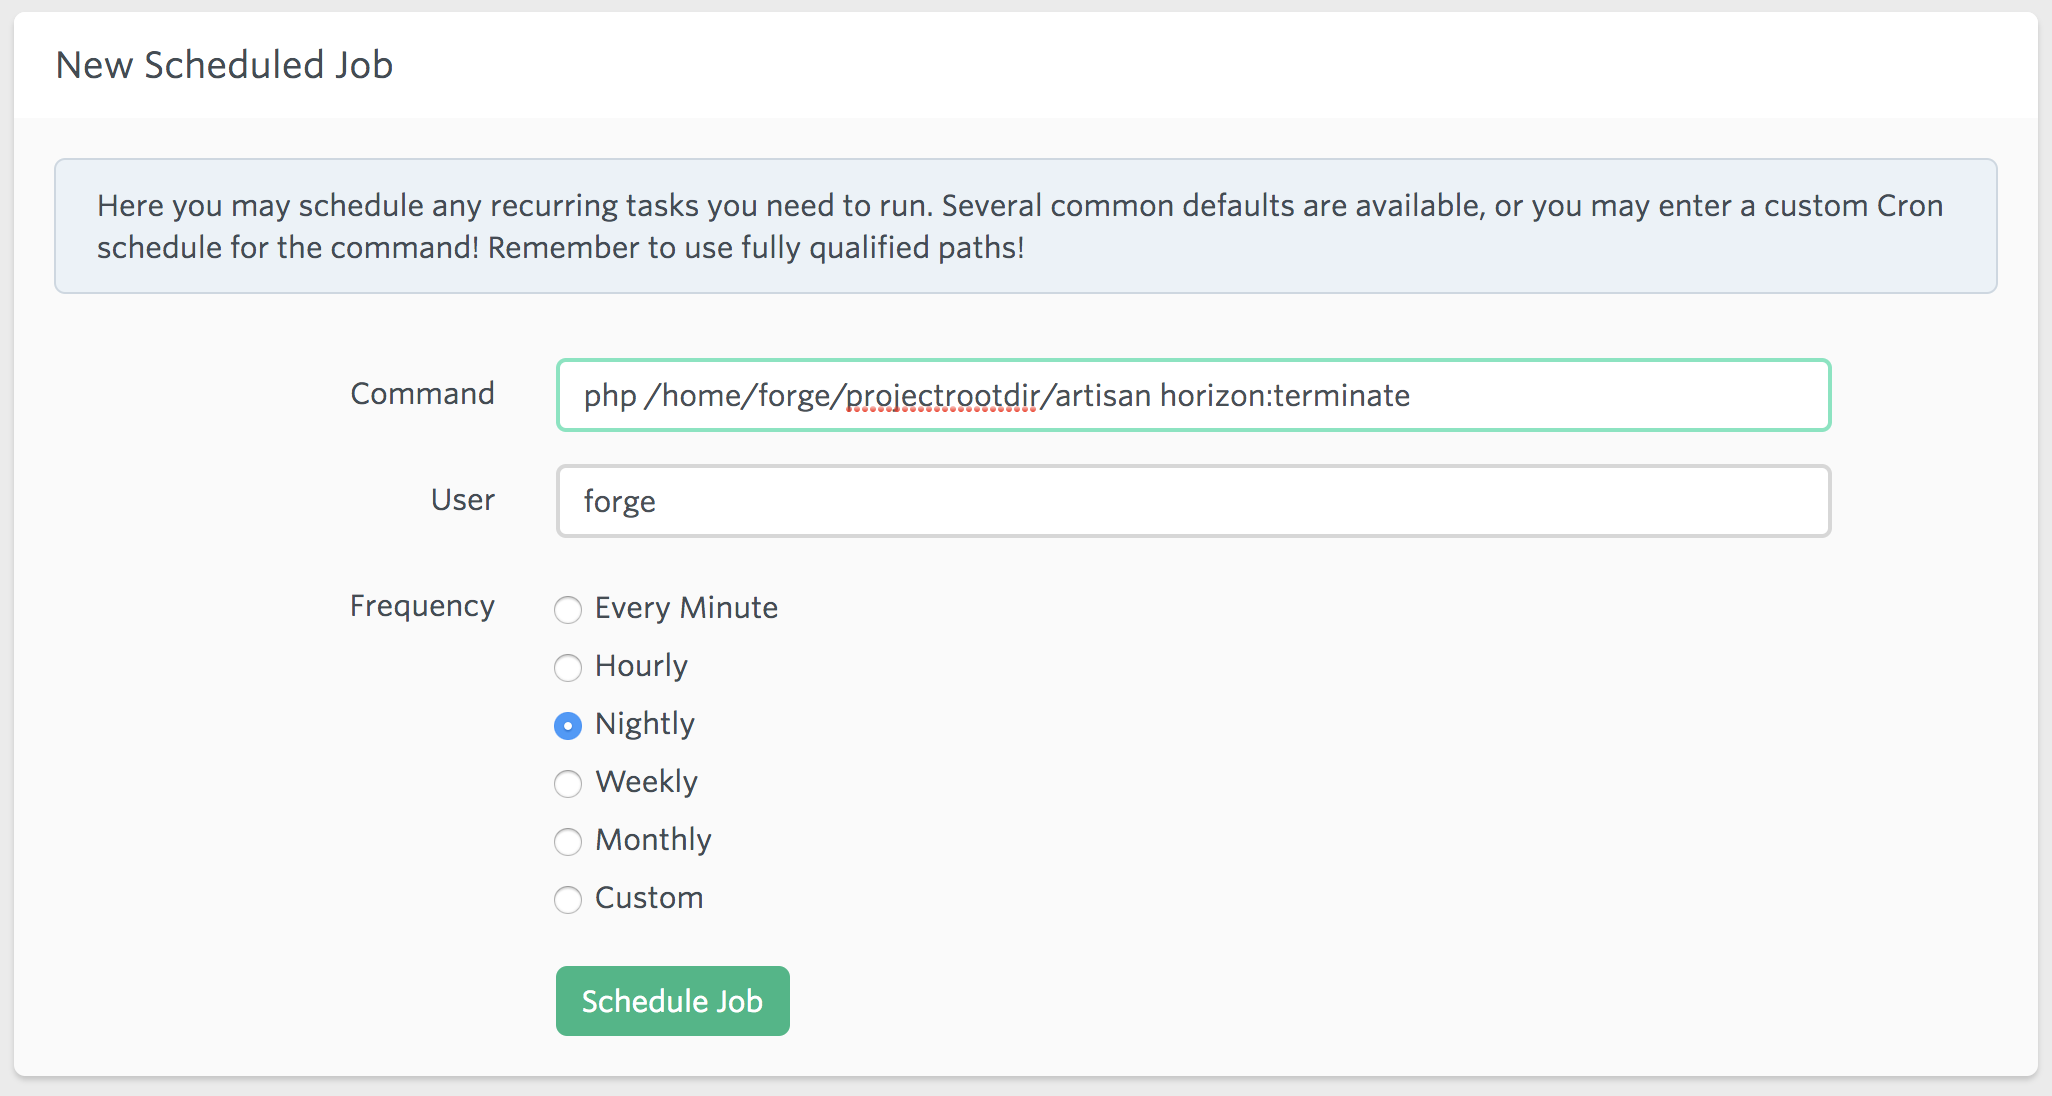 New Scheduled Job
Here you may schedule any recurring tasks you need to run. Several common defaults are available, or you may enter a custom Cron
schedule for the command! Remember to use fully qualified paths!
Command
php /home/forge/projectrootdir/artisan horizon:terminate
User
forge
Frequency
Every Minute
Hourly
Nightly
Weekly
Monthly
Custom
Schedule Job